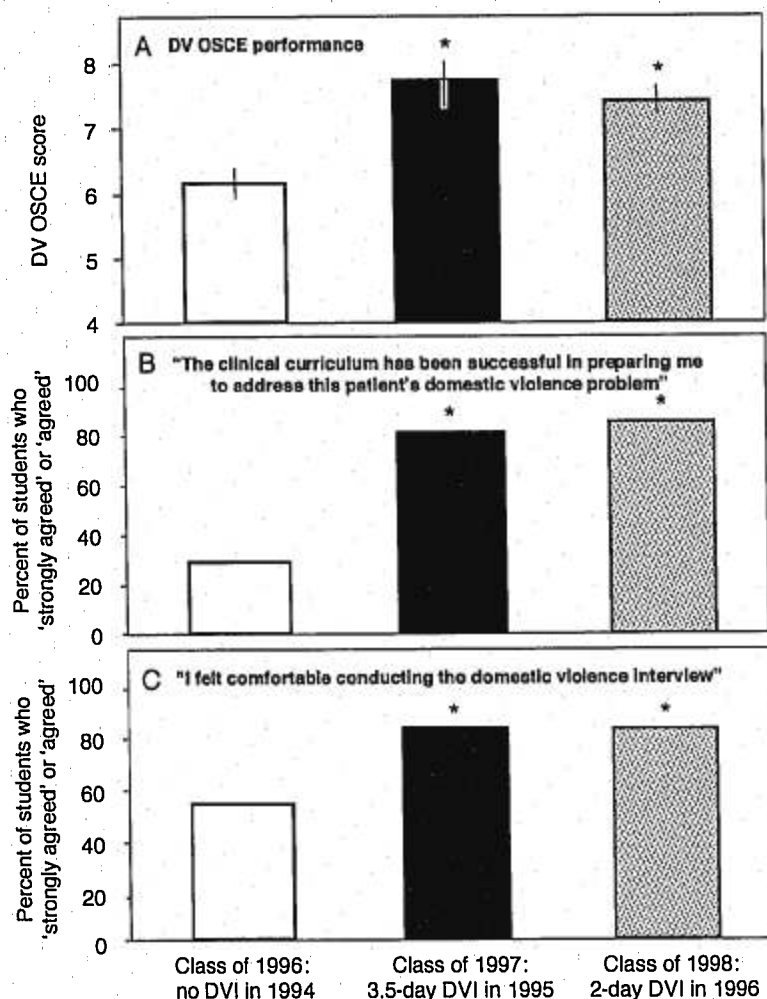 A DV OSCE performance
*
*
8
7
6
5
4
DV OSCE score
B "The clinical curriculum has been successful in preparing me
to address this patient's domestic violence problem"
*
*
100
80
60
40
20
0
Percent of students who
'strongly agreed' or 'agreed'
C "I felt comfortable conducting the domestic violence interview"
*
*
100
80
60
40
20
0
Percent of students who
'strongly agreed' or 'agreed'
Class of 1996:
no DVI in 1994
Class of 1997:
3.5-day DVI in 1995
Class of 1998:
2-day DVI in 1996